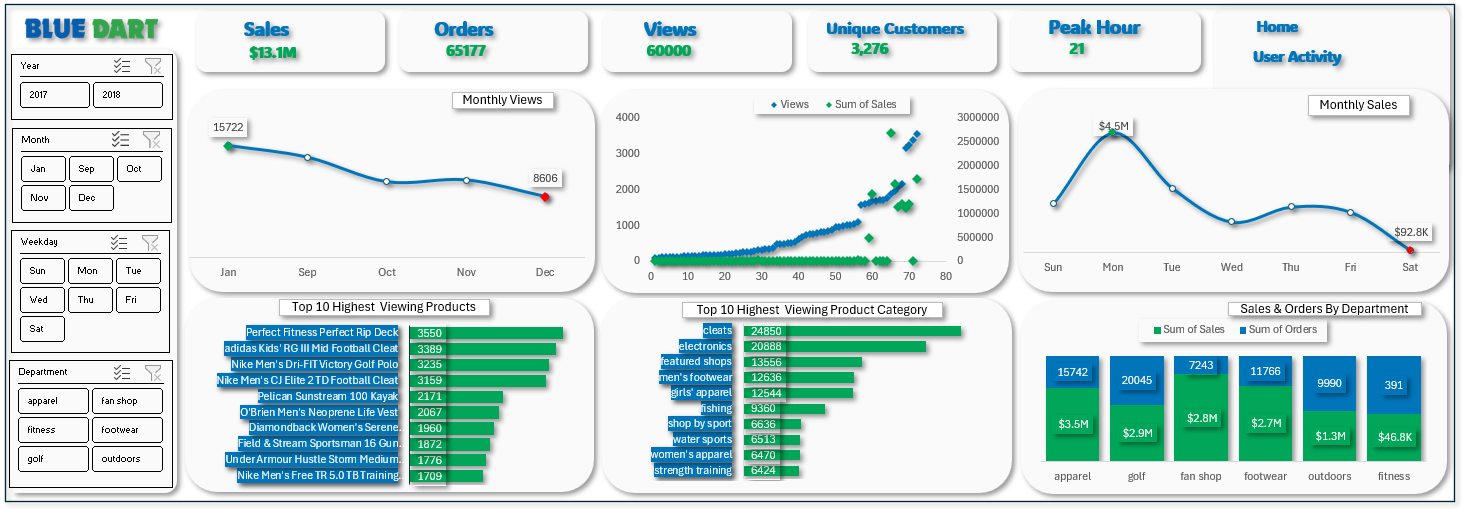 BLUE DART
Sales
$13.1M
Orders
65177
Views
60000
Unique Customers
3,276
Peak Hour
21
Home
User Activity
Year
2017 2018
Month
Jan Sep Oct
Nov Dec
Weekday
Sun Mon Tue
Wed Thu Fri
Sat
Department
apparel fan shop
fitness footwear
golf outdoors
Monthly Views
15722
8606
Jan Sep Oct Nov Dec
Views Sum of Sales
4000 3000000
2500000
3000
2000000
2000 1500000
1000000
1000
500000
0 0
0 10 20 30 40 50 60 70 80
Monthly Sales
$4.5M
$92.8K
Sun Mon Tue Wed Thu Fri Sat
Top 10 Highest Viewing Products
Perfect Fitness Perfect Rip Deck 3550
adidas Kids' RG III Mid Football Cleat 3389
Nike Men's Dri-FIT Victory Golf Polo 3235
Nike Men's CJ Elite 2 TD Football Cleat 3159
Pelican Sunstream 100 Kayak 2171
O'Brien Men's Neoprene Life Vest 2067
Diamondback Women's Serene.. 1960
Field & Stream Sportsman 16 Gun.. 1872
Under Armour Hustle Storm Medium.. 1776
Nike Men's Free TR 5.0 TB Training.. 1709
Top 10 Highest Viewing Product Category
cleats 24850
electronics 20888
featured shops 13556
men's footwear 12636
girls' apparel 12544
fishing 9360
shop by sport 6636
water sports 6513
women's apparel 6470
strength training 6424
Sales & Orders By Department
Sum of Sales Sum of Orders
15742 20045 7243 11766 9990 391
$3.5M $2.9M $2.8M $2.7M $1.3M $46.8K
apparel golf fan shop footwear outdoors fitness